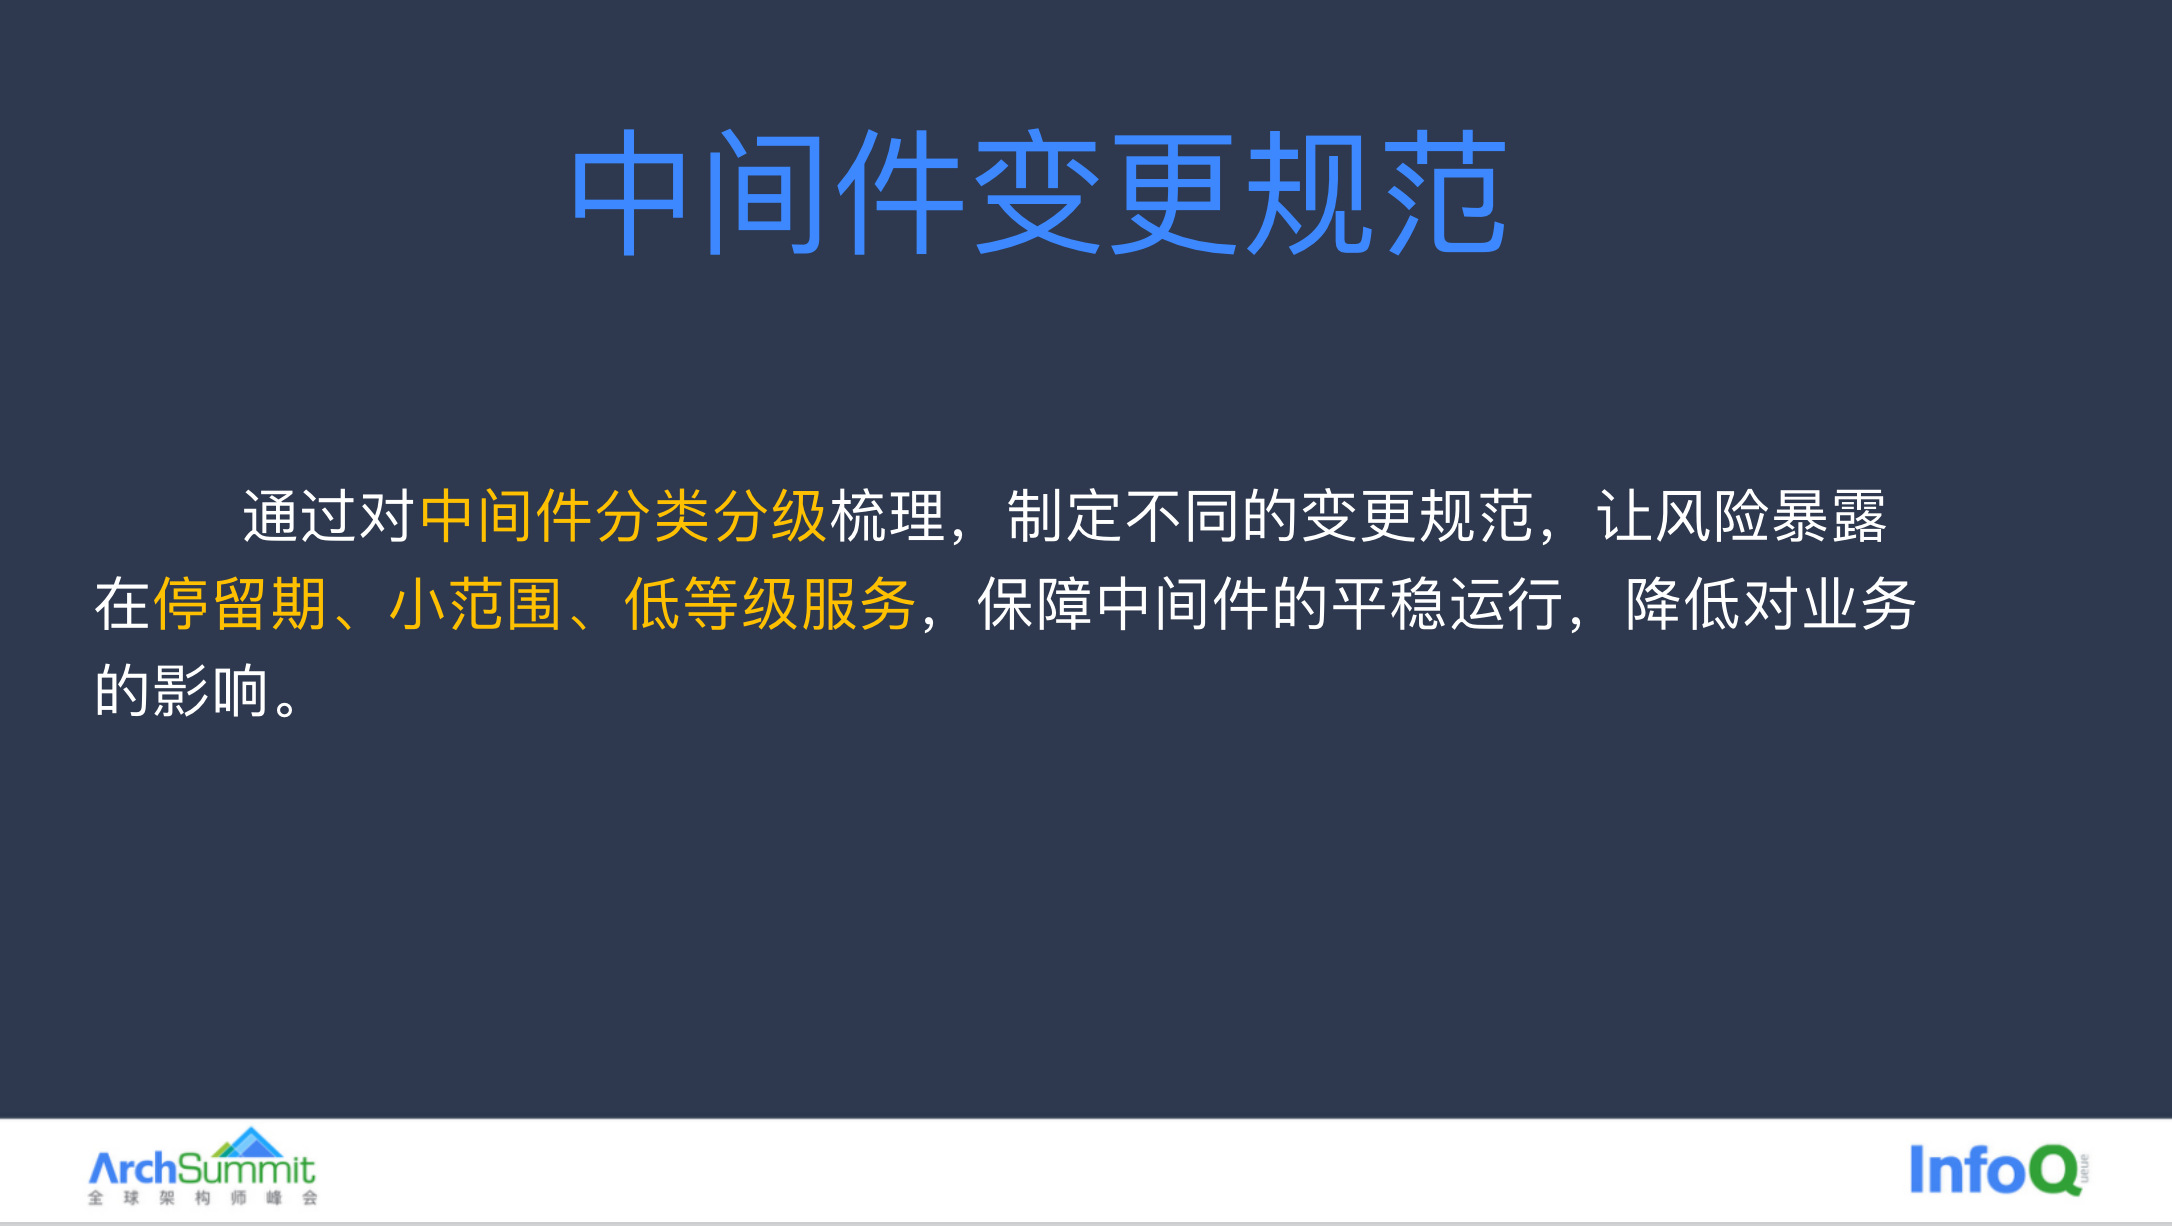 中间件变更规范
通过对中间件分类分级梳理，制定不同的变更规范，让风险暴露
在停留期、小范围、低等级服务，保障中间件的平稳运行，降低对业务
的影响。
ArchSummit
全球架构师峰会
InfoQ
ueue